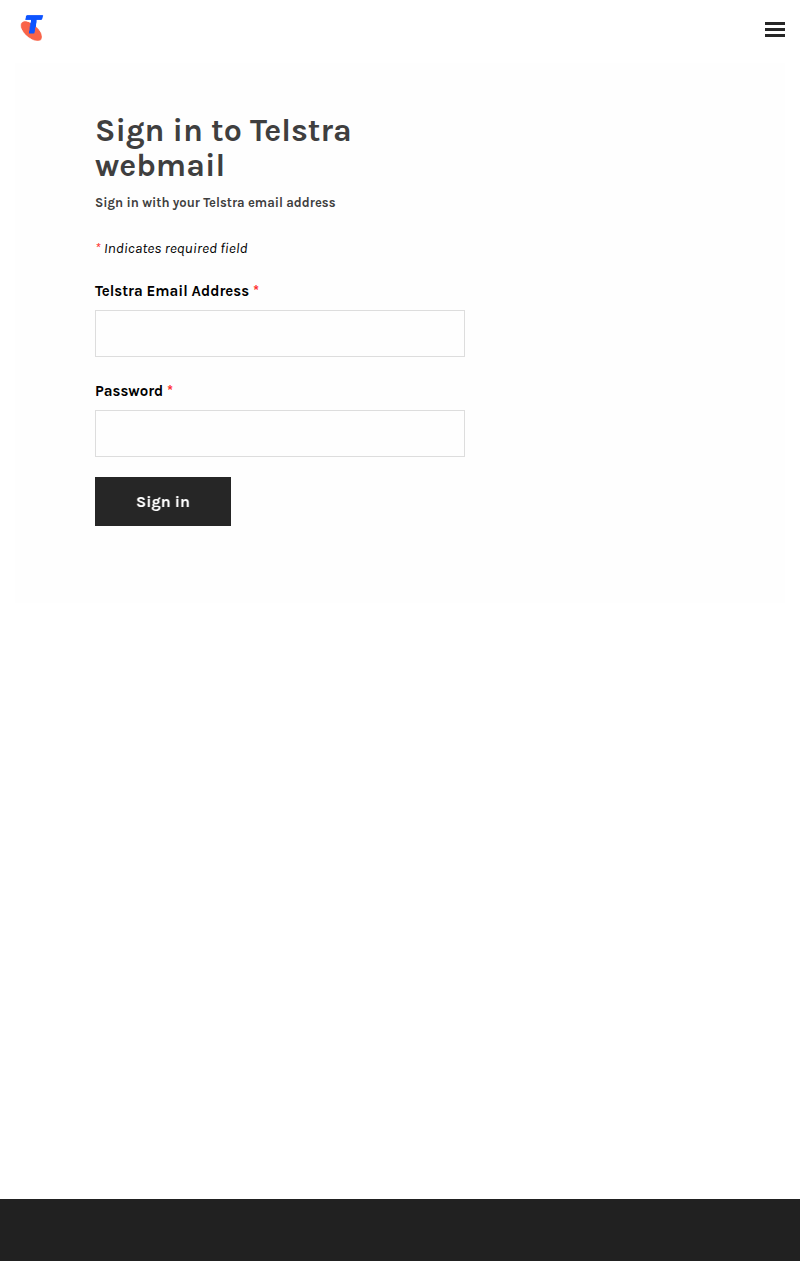 T
Sign in to Telstra
webmail
Sign in with your Telstra email address
* Indicates required field
Telstra Email Address *
Password *
Sign in